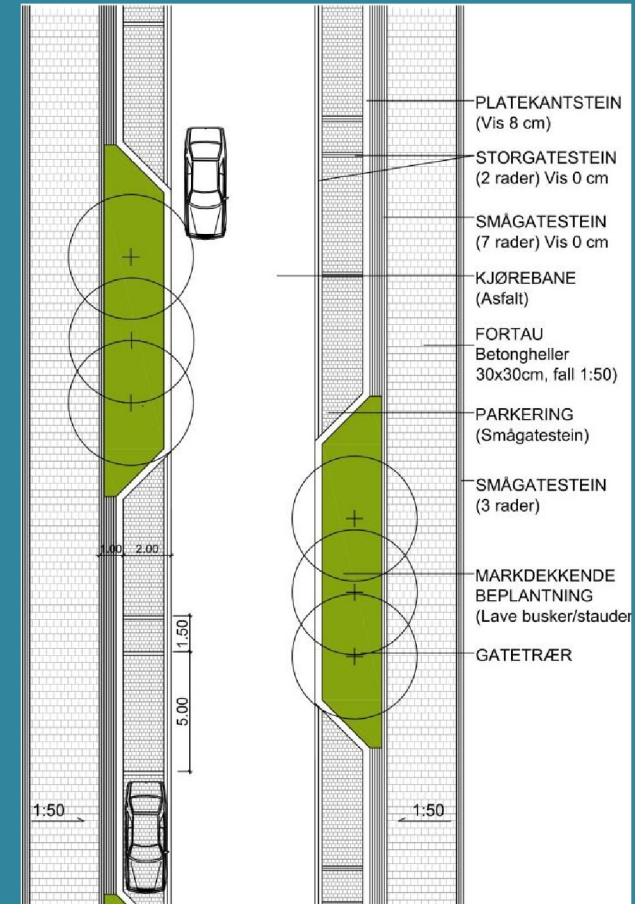 PLATEKANTSTEIN
(Vis 8 cm)
STORGATESTEIN
(2 rader) Vis 0 cm
SMÅGATESTEIN
(7 rader) Vis 0 cm
KJØREBANE
(Asfalt)
FORTAU
Betongheller
30x30cm, fall 1:50)
PARKERING
(Smågatestein)
SMÅGATESTEIN
(3 rader)
MARKDEKKENDE
BEPLANTNING
(Lave busker/stauder
GATETRÆR
1.00 2.00
1.50
5.00
1:50
1:50